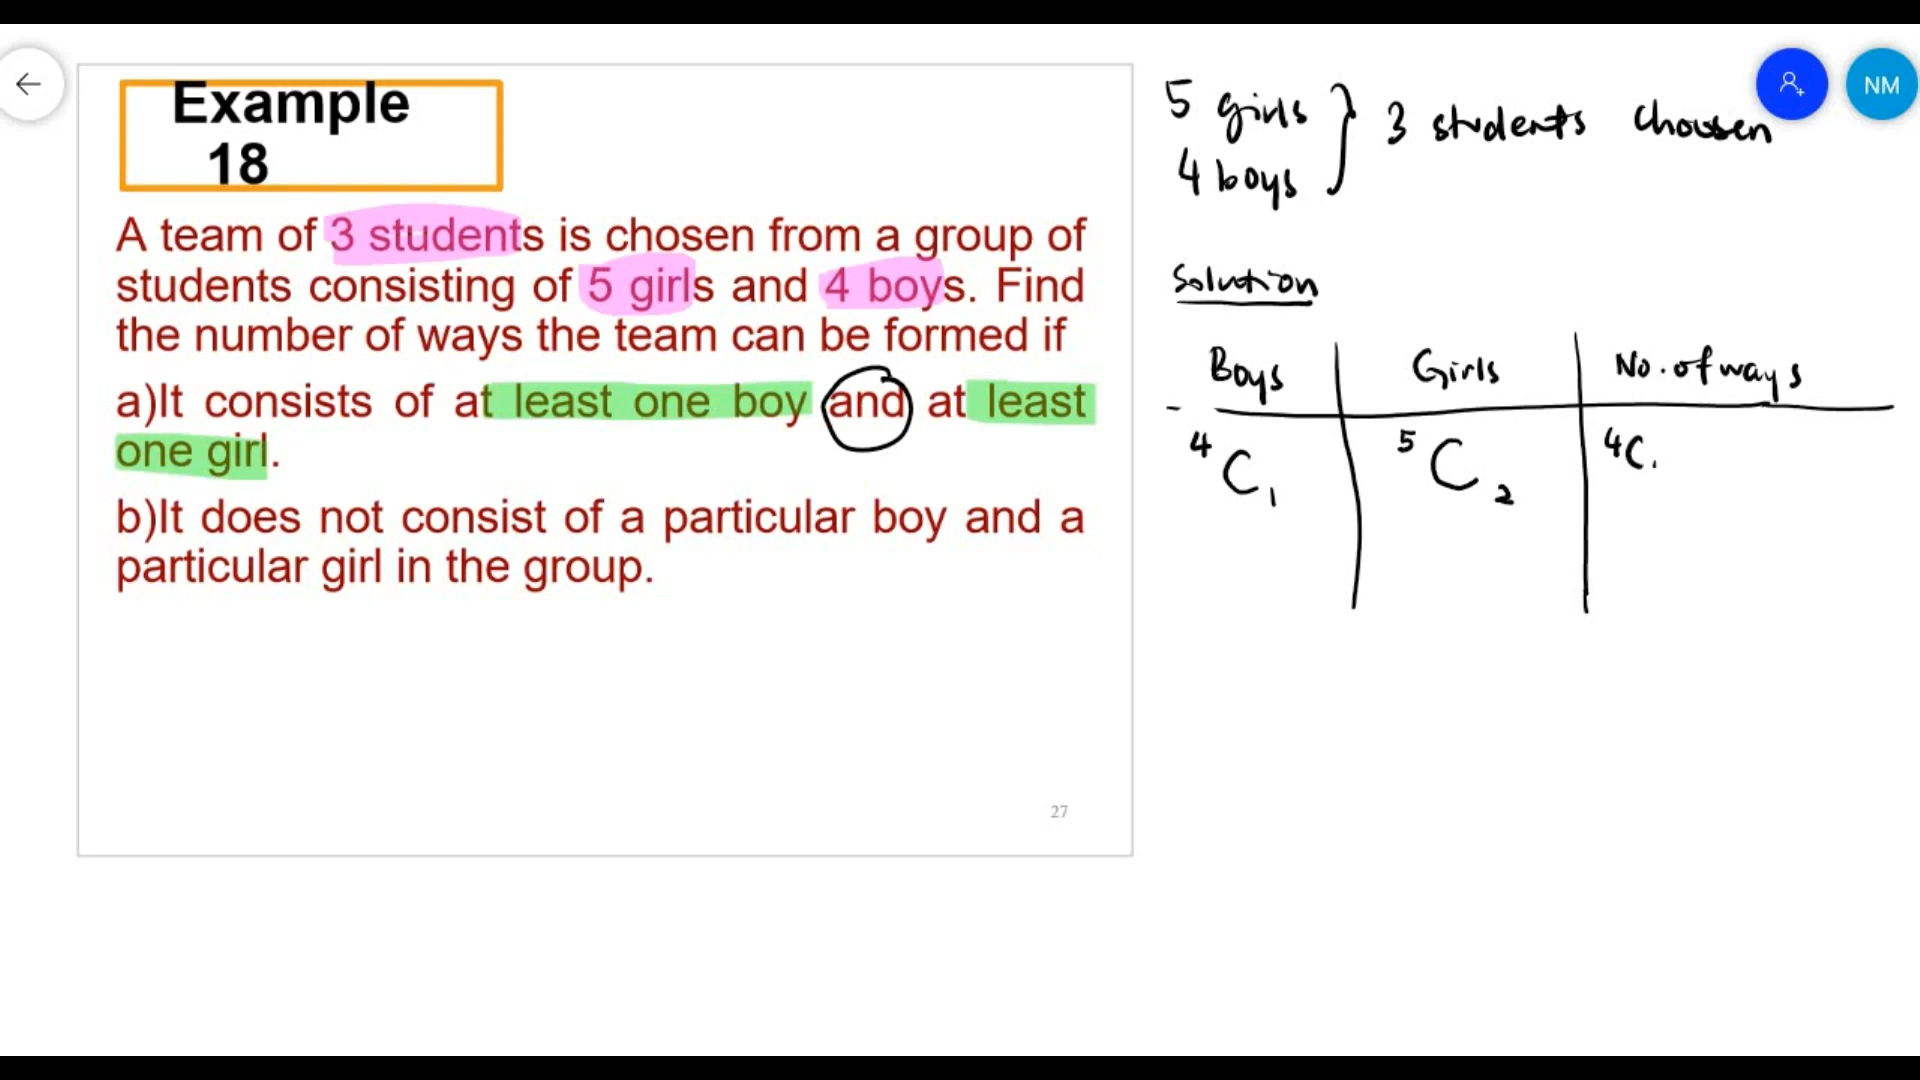 Example
18
A team of 3 students is chosen from a group of
students consisting of 5 girls and 4 boys. Find
the number of ways the team can be formed if
a)It consists of at least one boy and at least
one girl.
b)It does not consist of a particular boy and a
particular girl in the group.
27
5 girls
4 boys
} 3 students chousen
NM
Solution
Boys Girls No. of ways
⁴C₁ ⁵C₂ ⁴C.